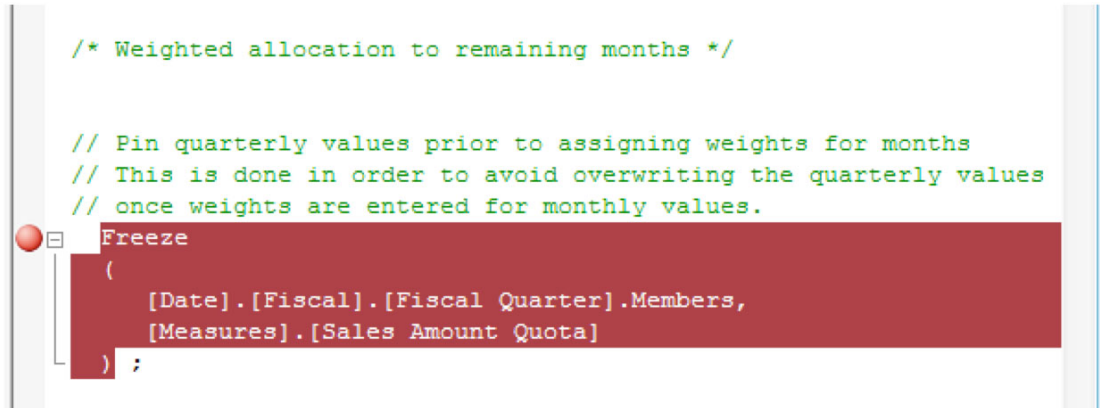 /* Weighted allocation to remaining months */
// Pin quarterly values prior to assigning weights for months
// This is done in order to avoid overwriting the quarterly values
// once weights are entered for monthly values.
Freeze
(
[Date].[Fiscal].[Fiscal Quarter].Members,
[Measures].[Sales Amount Quota]
) ;